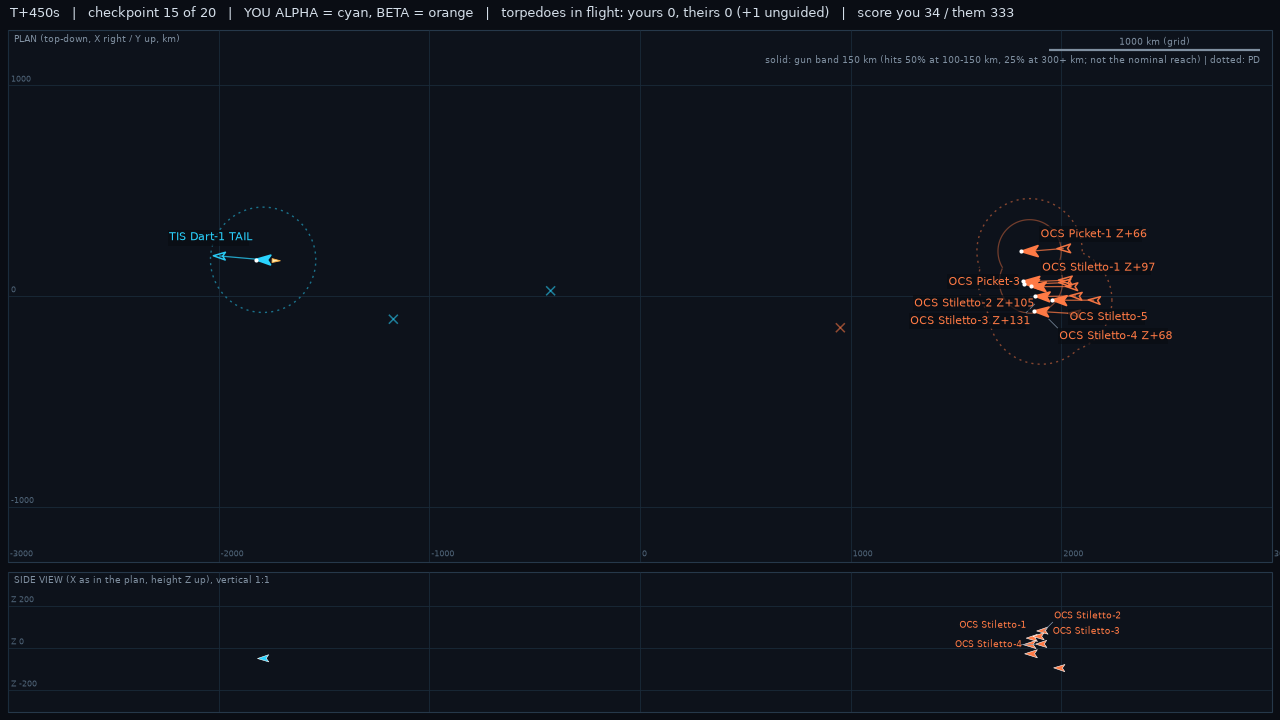 T+450s | checkpoint 15 of 20 | YOU ALPHA = cyan, BETA = orange | torpedoes in flight: yours 0, theirs 0 (+1 unguided) | score you 34 / them 333
PLAN (top-down, X right / Y up, km)
1000 km (grid)
solid: gun band 150 km (hits 50% at 100-150 km, 25% at 300+ km; not the nominal reach) | dotted: PD
1000
TIS Dart-1 TAIL
OCS Picket-1 Z+66
OCS Stiletto-1 Z+97
OCS Picket-3
0
OCS Stiletto-2 Z+105
OCS Stiletto-3 Z+131
OCS Stiletto-5
OCS Stiletto-4 Z+68
-1000
-3000
-2000
-1000
0
1000
2000
SIDE VIEW (X as in the plan, height Z up), vertical 1:1
Z 200
OCS Stiletto-2
OCS Stiletto-1
OCS Stiletto-3
Z 0
OCS Stiletto-4
Z -200